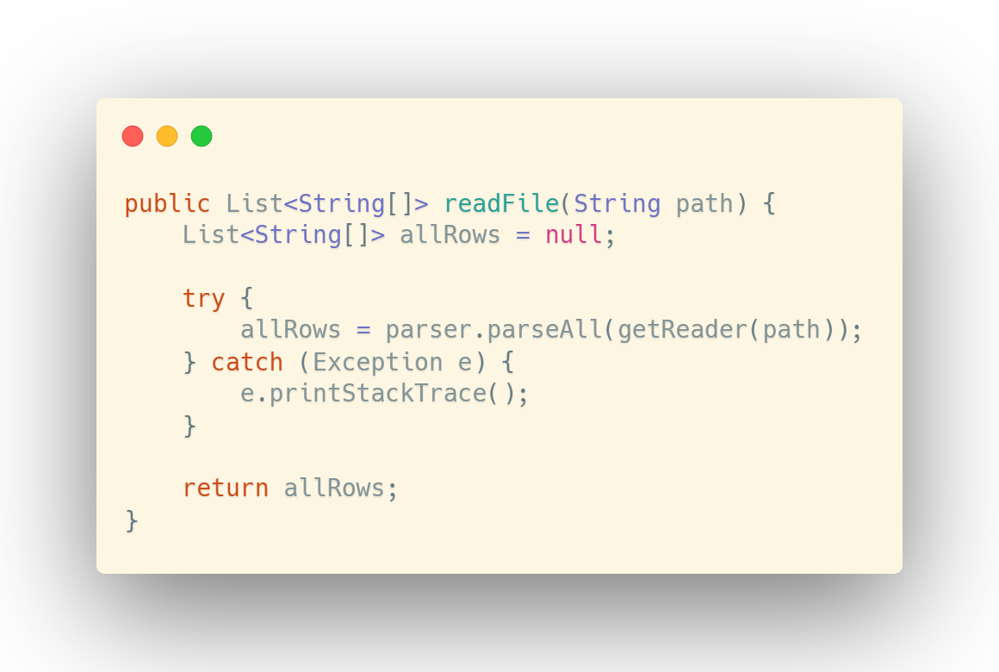 public List<String[]> readFile(String path) {
    List<String[]> allRows = null;

    try {
        allRows = parser.parseAll(getReader(path));
    } catch (Exception e) {
        e.printStackTrace();
    }

    return allRows;
}